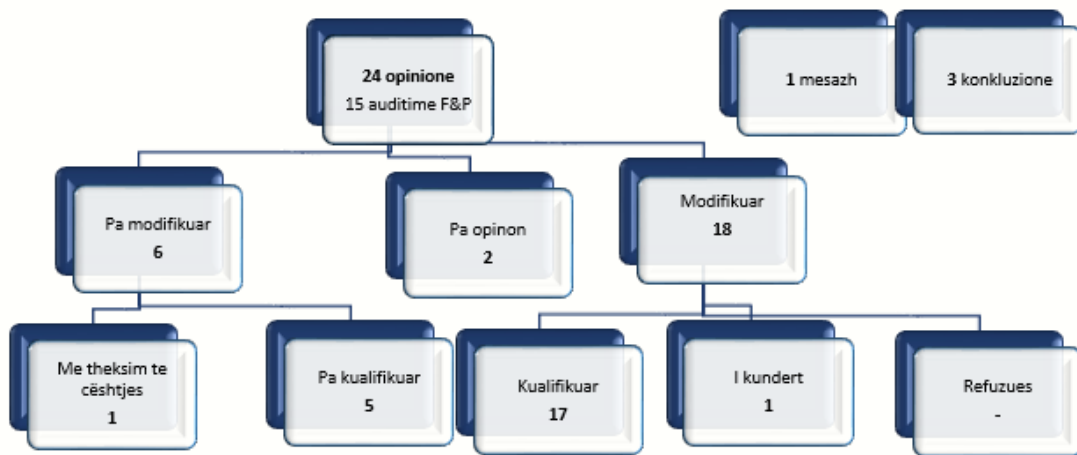 24 opinione
15 auditime F&P
1 mesazh
3 konkluzione
Pa modifikuar
6
Pa opinon
2
Modifikuar
18
Me theksim te
cështjes
1
Pa kualifikuar
5
Kualifikuar
17
I kundert
1
Refuzues
-